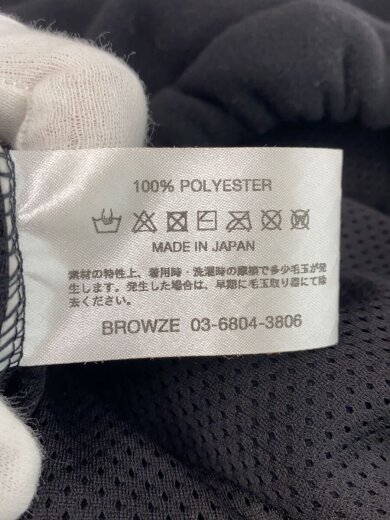 100% POLYESTER
MADE IN JAPAN
素材の特性上、着用時・洗濯時の摩擦で多少毛玉が発
生します。発生した場合は、早期に毛玉取り器にて除
去ください。
BROWZE 03-6804-3806